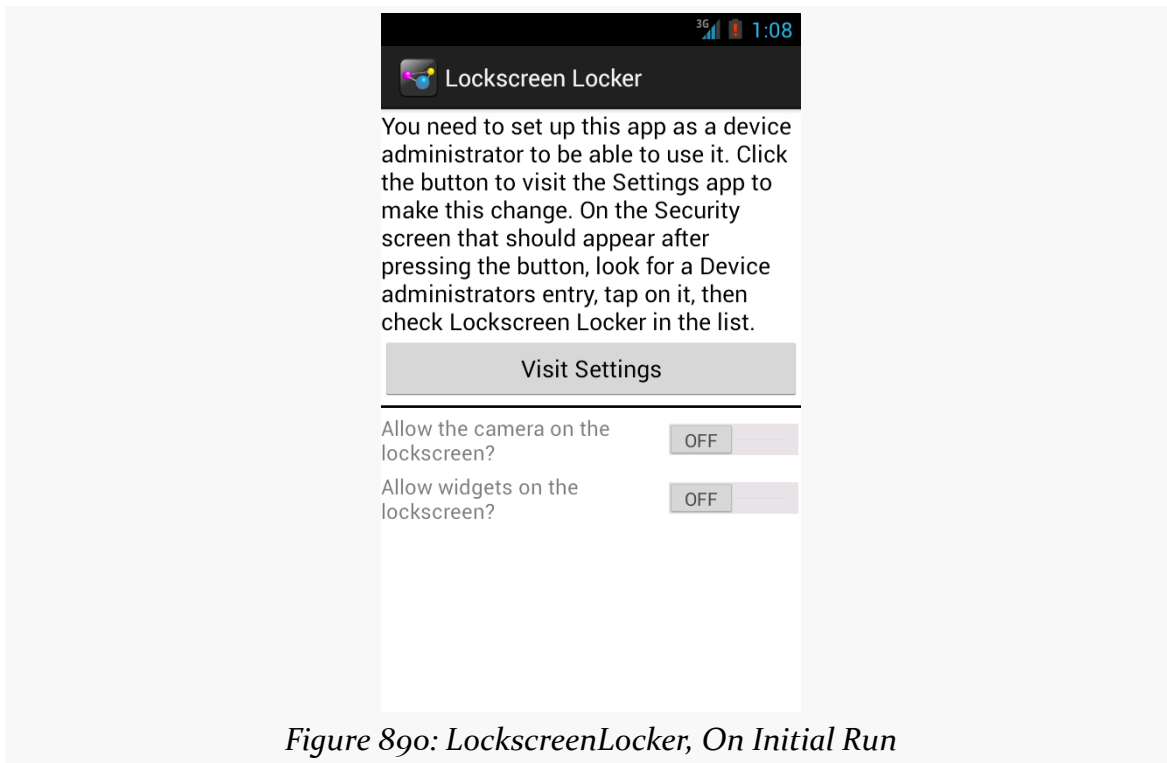 3G 1:08
Lockscreen Locker
You need to set up this app as a device
administrator to be able to use it. Click
the button to visit the Settings app to
make this change. On the Security
screen that should appear after
pressing the button, look for a Device
administrators entry, tap on it, then
check Lockscreen Locker in the list.
Visit Settings
Allow the camera on the
lockscreen?
OFF
Allow widgets on the
lockscreen?
OFF
Figure 890: LockscreenLocker, On Initial Run